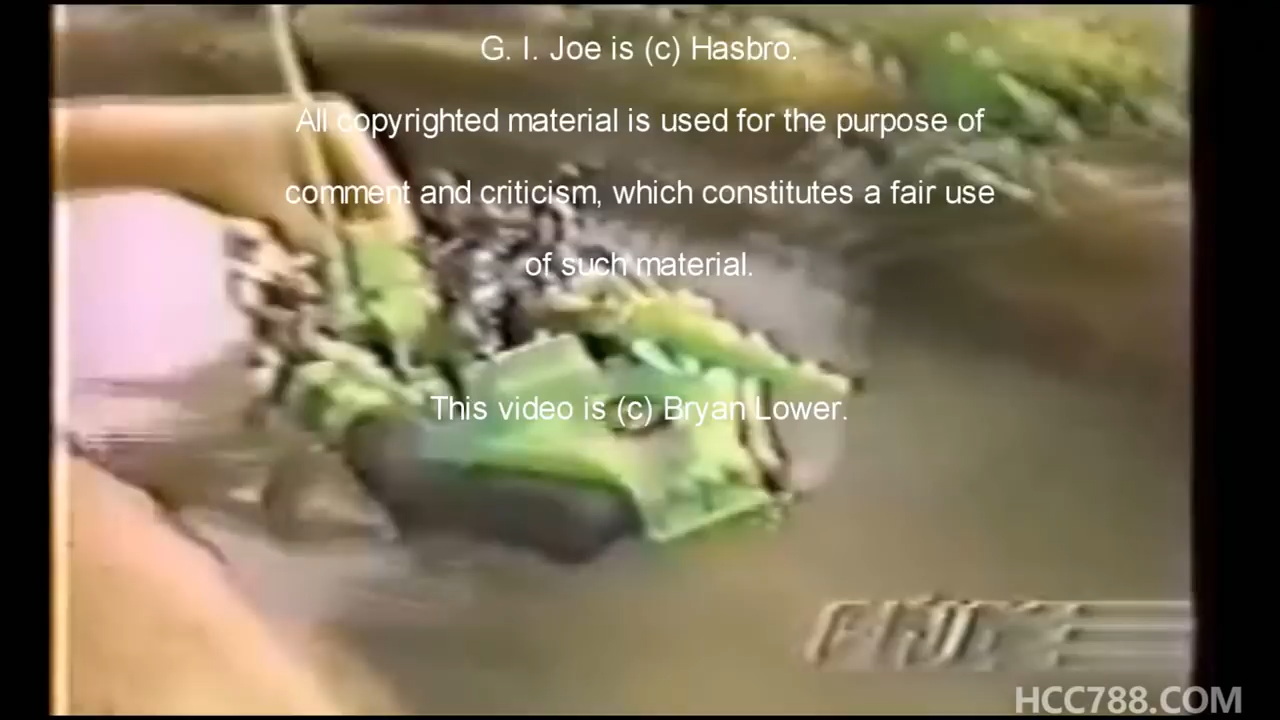 G. I. Joe is (c) Hasbro.
All copyrighted material is used for the purpose of
comment and criticism, which constitutes a fair use
of such material.
This video is (c) Bryan Lower.
G.I. JOE
HCC788.COM